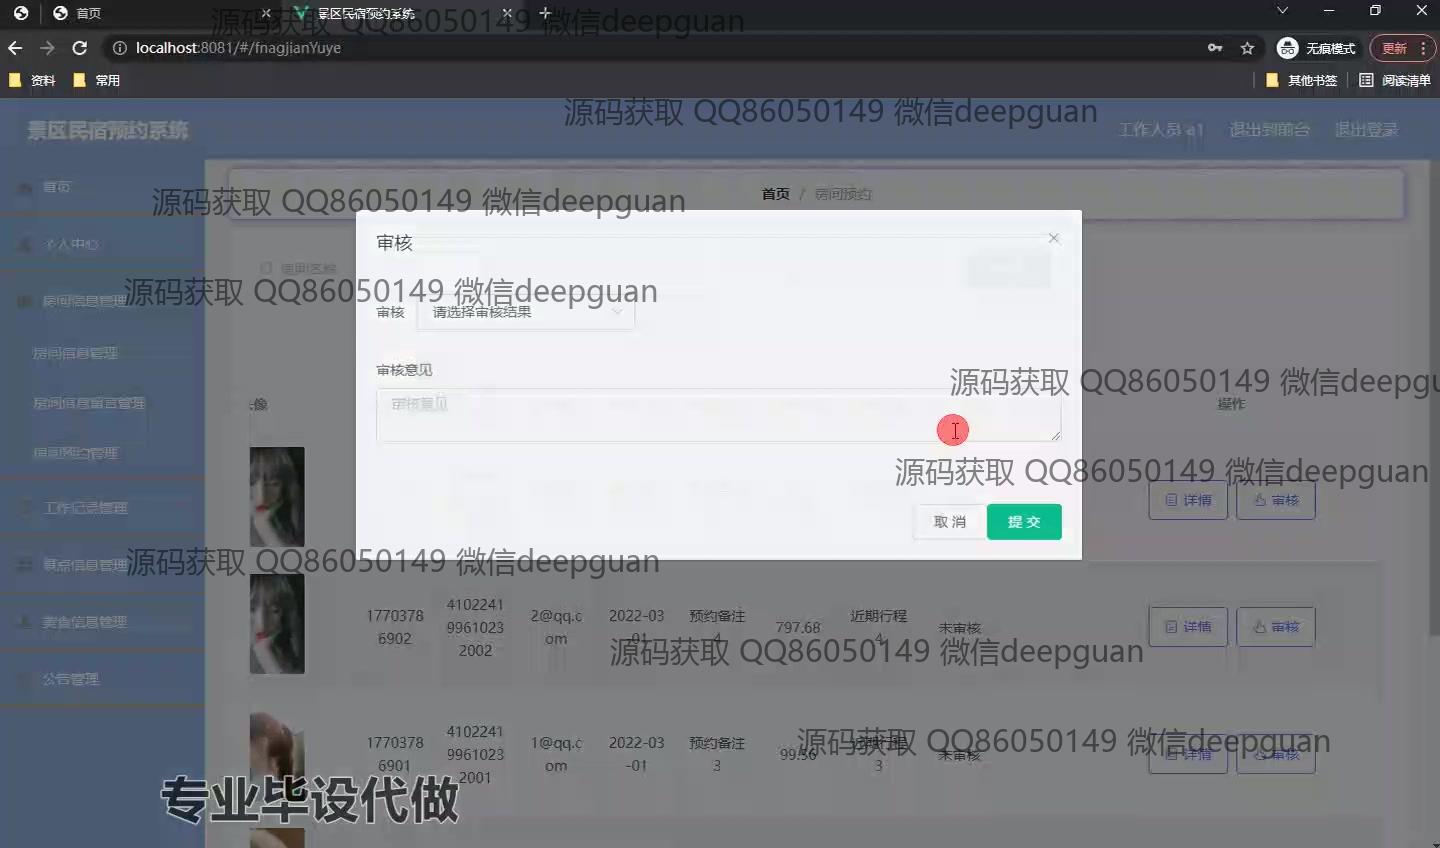 首页
景区民宿预约系统
源码获取 QQ86050149 微信deepguan
localhost:8081/#/fnagjianYuye
无痕模式
更新
资料
常用
其他书签
阅读清单
源码获取 QQ86050149 微信deepguan
景区民宿预约系统
工作人员 a1
退出到前台
退出登录
首页
源码获取 QQ86050149 微信deepguan
首页 / 房间预约
个人中心
审核
房间信息管理
源码获取 QQ86050149 微信deepguan
审核
请选择审核结果
房间信息管理
审核意见
源码获取 QQ86050149 微信deepgu
房间信息留言管理
审核意见
操作
房间预约管理
源码获取 QQ86050149 微信deepguan
详情
审核
工作记录管理
取消
提交
景点信息管理
源码获取 QQ86050149 微信deepguan
美食信息管理
1770378
6902
4102241
9961023
2002
2@qq.c
om
2022-03
-01
预约备注
4
797.68
近期行程
4
未审核
详情
审核
源码获取 QQ86050149 微信deepguan
公告管理
1770378
6901
4102241
9961023
2001
1@qq.c
om
2022-03
-01
预约备注
3
99.56
近期行程
3
未审核
详情
审核
源码获取 QQ86050149 微信deepguan
专业毕设代做